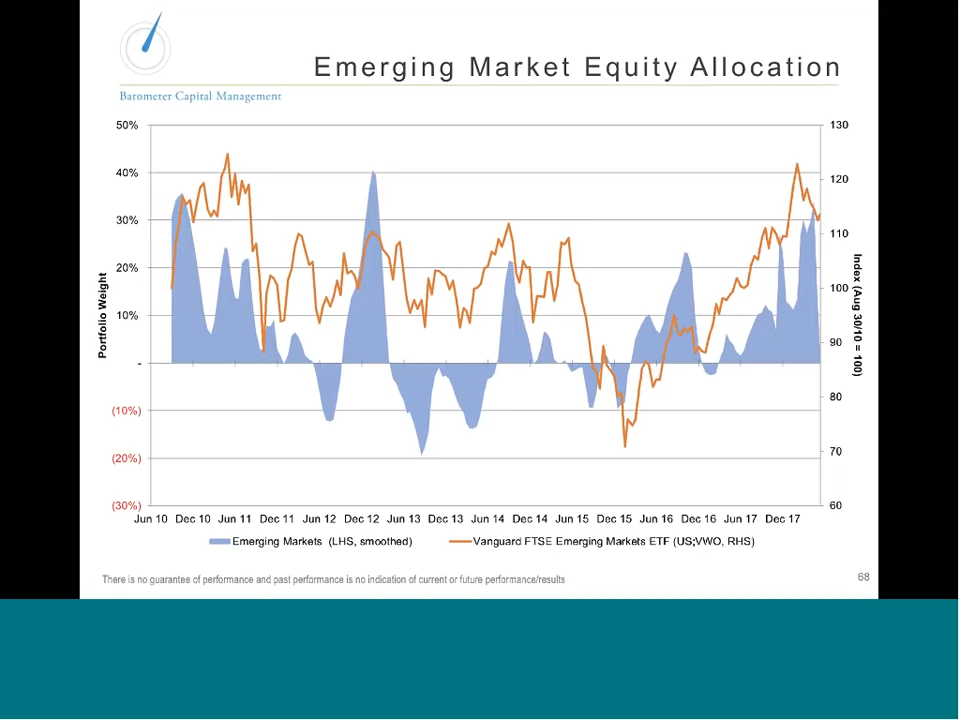 Emerging Market Equity Allocation
Barometer Capital Management
50%
40%
30%
20%
10%
-
(10%)
(20%)
(30%)
Portfolio Weight
130
120
110
100
90
80
70
60
Index (Aug 30/10 = 100)
Jun 10 Dec 10 Jun 11 Dec 11 Jun 12 Dec 12 Jun 13 Dec 13 Jun 14 Dec 14 Jun 15 Dec 15 Jun 16 Dec 16 Jun 17 Dec 17
Emerging Markets (LHS, smoothed) Vanguard FTSE Emerging Markets ETF (US;VWO, RHS)
There is no guarantee of performance and past performance is no indication of current or future performance/results
68